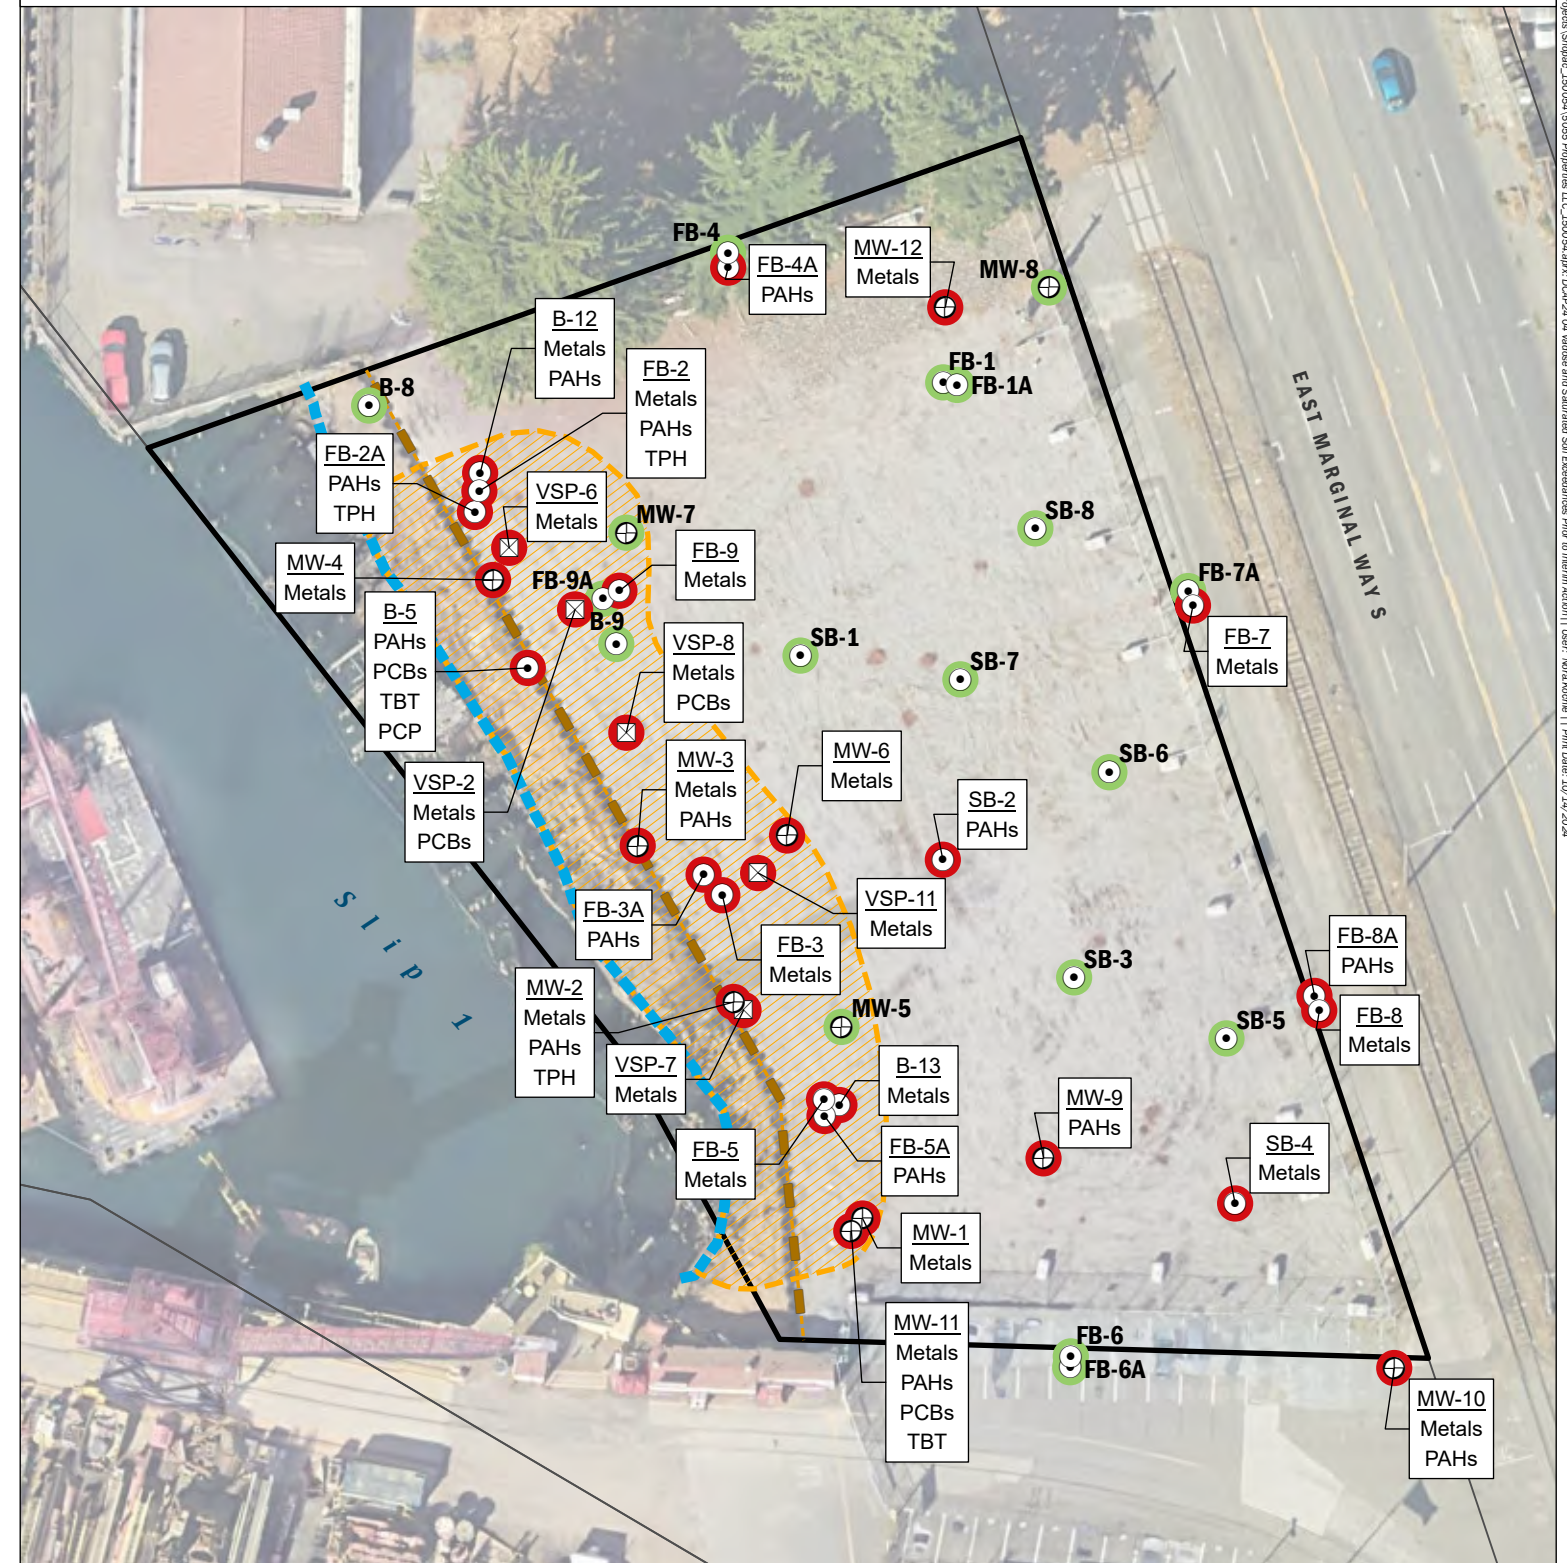 FB-4
FB-4A
PAHs
MW-12
Metals
MW-8
B-12
Metals
PAHs
FB-2
Metals
PAHs
TPH
FB-1
FB-1A
B-8
FB-2A
PAHs
TPH
VSP-6
Metals
MW-7
SB-8
EAST MARGINAL WAY S
MW-4
Metals
FB-9A
FB-9
Metals
FB-7A
B-5
PAHs
PCBs
TBT
PCP
B-9
VSP-8
Metals
PCBs
SB-1
SB-7
FB-7
Metals
VSP-2
Metals
PCBs
MW-3
Metals
PAHs
MW-6
Metals
SB-6
SB-2
PAHs
Slip 1
FB-3A
PAHs
VSP-11
Metals
FB-3
Metals
SB-3
FB-8A
PAHs
MW-2
Metals
PAHs
TPH
MW-5
SB-5
FB-8
Metals
VSP-7
Metals
B-13
Metals
MW-9
PAHs
FB-5
Metals
FB-5A
PAHs
SB-4
Metals
MW-1
Metals
MW-11
Metals
PAHs
PCBs
TBT
FB-6
FB-6A
MW-10
Metals
PAHs